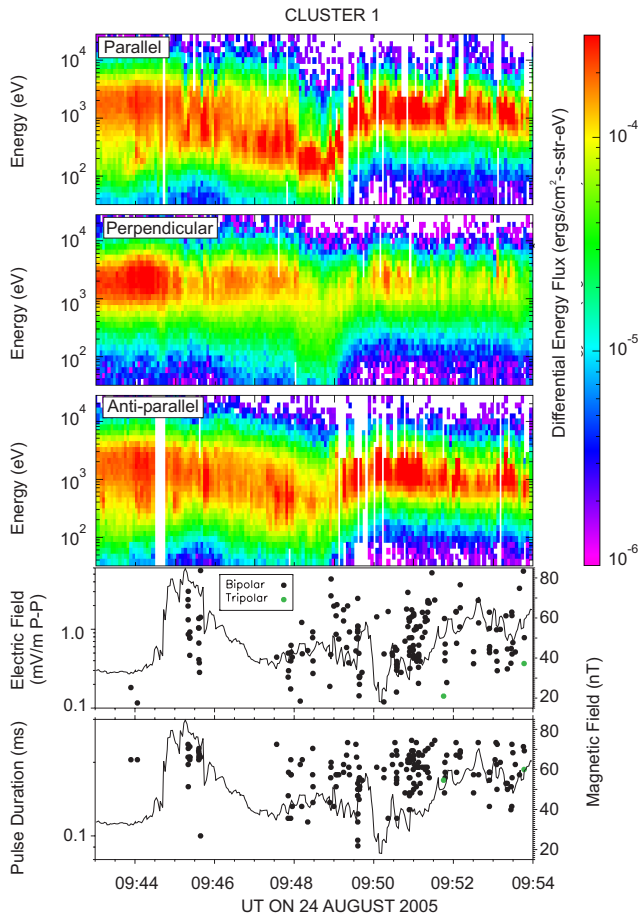 CLUSTER 1
Parallel
Energy (eV)
10^4
10^3
10^2
Perpendicular
Energy (eV)
10^4
10^3
10^2
Anti-parallel
Energy (eV)
10^4
10^3
10^2
Differential Energy Flux (ergs/cm^2-s-str-eV)
10^-4
10^-5
10^-6
Bipolar
Tripolar
Electric Field
(mV/m P-P)
1.0
0.1
80
60
40
20
Pulse Duration (ms)
0.1
80
60
40
20
Magnetic Field (nT)
09:44 09:46 09:48 09:50 09:52 09:54
UT ON 24 AUGUST 2005